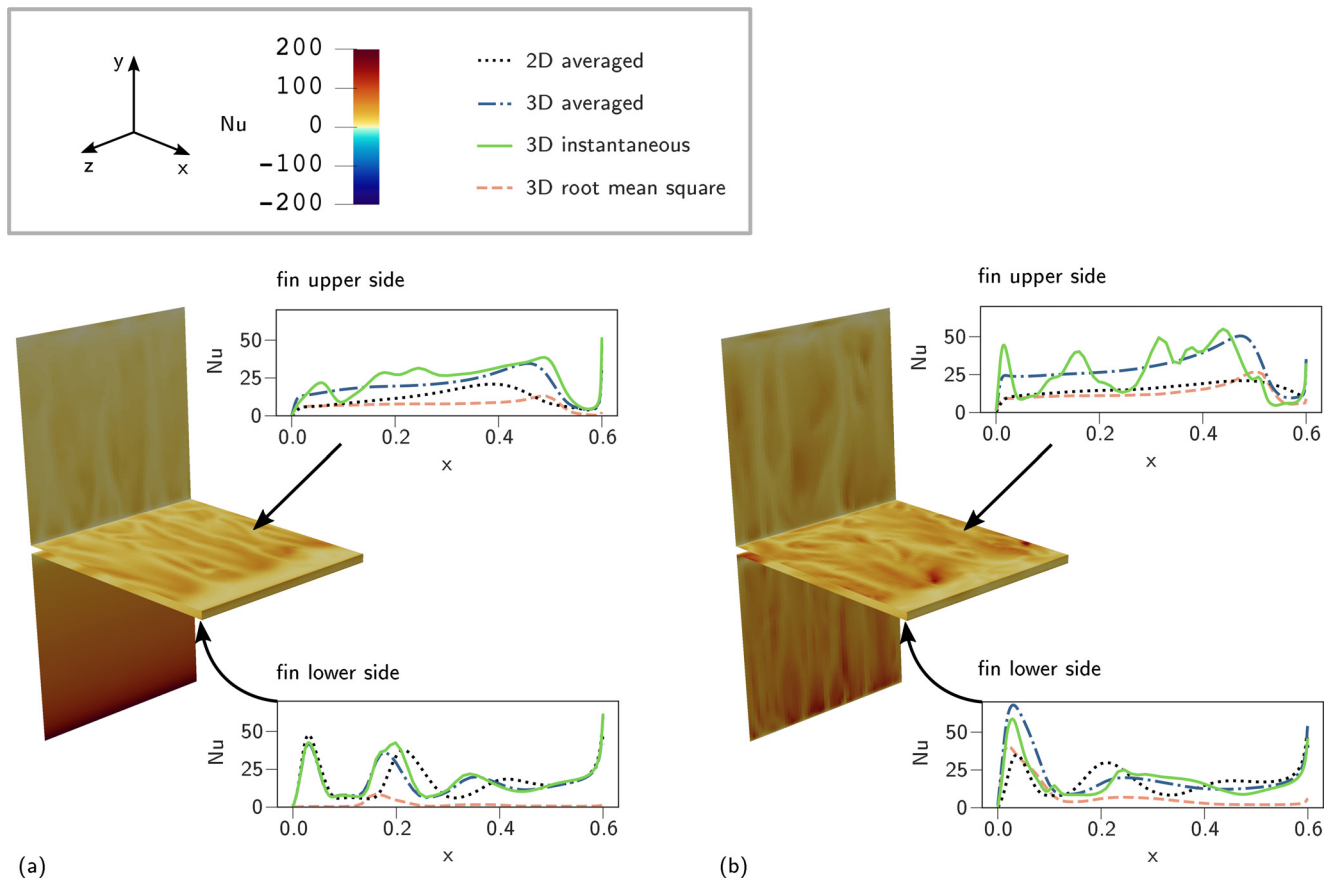 y
z
x
Nu
200
100
0
−100
−200
2D averaged
3D averaged
3D instantaneous
3D root mean square
fin upper side
Nu
50
25
0
0.0 0.2 0.4 0.6
x
fin lower side
Nu
50
25
0
0.0 0.2 0.4 0.6
x
(a)
fin upper side
Nu
50
25
0
0.0 0.2 0.4 0.6
x
fin lower side
Nu
50
25
0
0.0 0.2 0.4 0.6
x
(b)